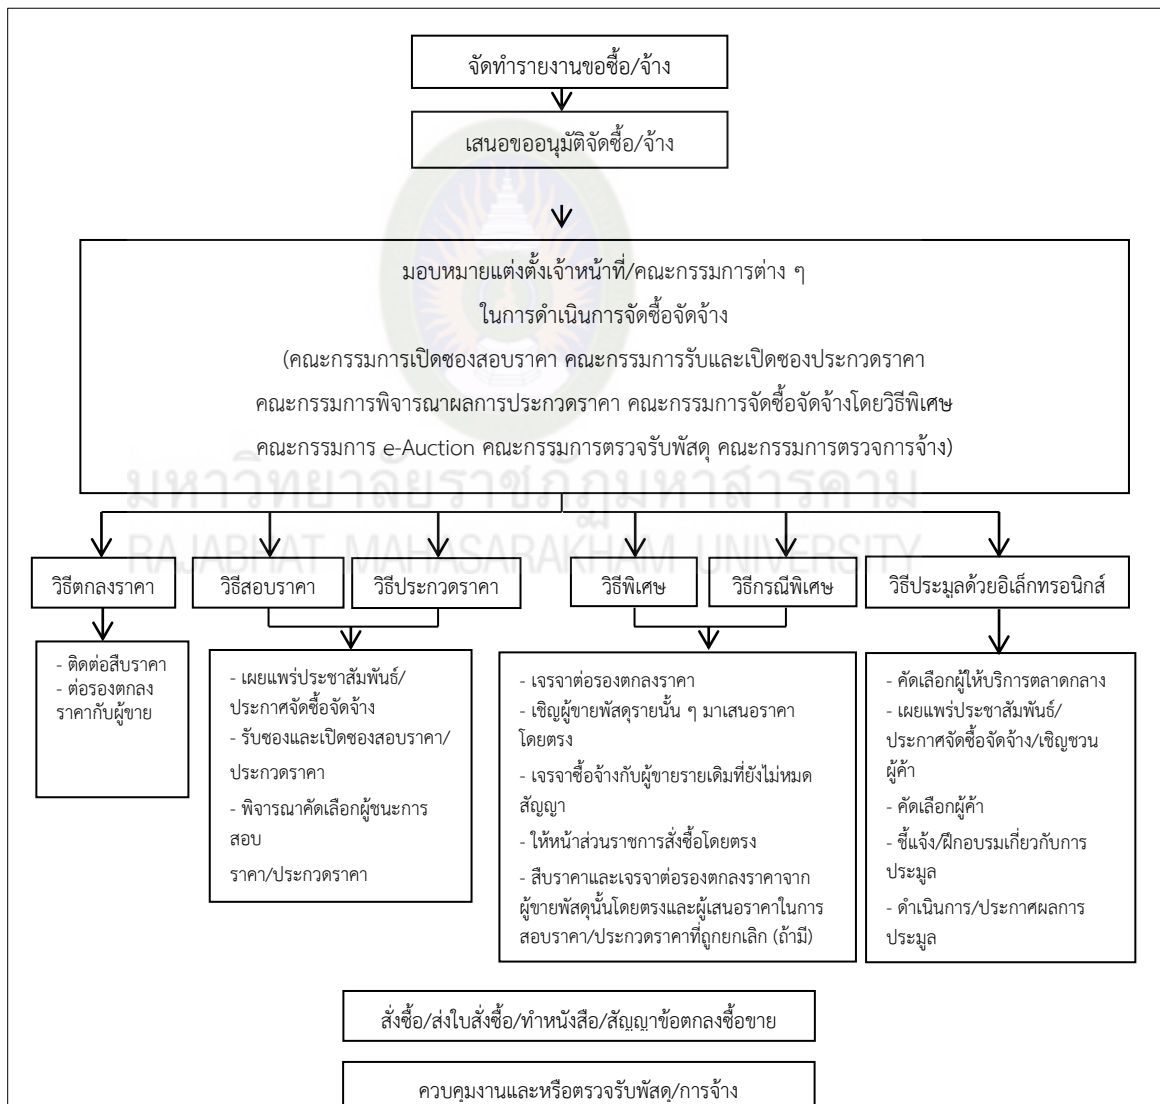 จัดทำรายงานขอซื้อ/จ้าง
เสนอขออนุมัติจัดซื้อ/จ้าง
มอบหมายแต่งตั้งเจ้าหน้าที่/คณะกรรมการต่าง ๆ
ในการดำเนินการจัดซื้อจัดจ้าง
(คณะกรรมการเปิดซองสอบราคา คณะกรรมการรับและเปิดซองประกวดราคา
คณะกรรมการพิจารณาผลการประกวดราคา คณะกรรมการจัดซื้อจัดจ้างโดยวิธีพิเศษ
คณะกรรมการ e-Auction คณะกรรมการตรวจรับพัสดุ คณะกรรมการตรวจการจ้าง)
มหาวิทยาลัยราชภัฏมหาสารคาม
RAJABHAT MAHASARAKHAM UNIVERSITY
วิธีตกลงราคา
วิธีสอบราคา
วิธีประกวดราคา
วิธีพิเศษ
วิธีกรณีพิเศษ
วิธีประมูลด้วยอิเล็กทรอนิกส์
- ติดต่อสืบราคา
- ต่อรองตกลง
ราคากับผู้ขาย
- เผยแพร่ประชาสัมพันธ์/
ประกาศจัดซื้อจัดจ้าง
- รับซองและเปิดซองสอบราคา/
ประกวดราคา
- พิจารณาคัดเลือกผู้ชนะการ
สอบ
ราคา/ประกวดราคา
- เจรจาต่อรองตกลงราคา
- เชิญผู้ขายพัสดุรายนั้น ๆ มาเสนอราคา
โดยตรง
- เจรจาซื้อจ้างกับผู้ขายรายเดิมที่ยังไม่หมด
สัญญา
- ให้หน้าส่วนราชการสั่งซื้อโดยตรง
- สืบราคาและเจรจาต่อรองตกลงราคาจาก
ผู้ขายพัสดุนั้นโดยตรงและผู้เสนอราคาในการ
สอบราคา/ประกวดราคาที่ถูกยกเลิก (ถ้ามี)
- คัดเลือกผู้ให้บริการตลาดกลาง
- เผยแพร่ประชาสัมพันธ์/
ประกาศจัดซื้อจัดจ้าง/เชิญชวน
ผู้ค้า
- คัดเลือกผู้ค้า
- ชี้แจ้ง/ฝึกอบรมเกี่ยวกับการ
ประมูล
- ดำเนินการ/ประกาศผลการ
ประมูล
สั่งซื้อ/ส่งใบสั่งซื้อ/ทำหนังสือ/สัญญาข้อตกลงซื้อขาย
ควบคุมงานและหรือตรวจรับพัสดุ/การจ้าง